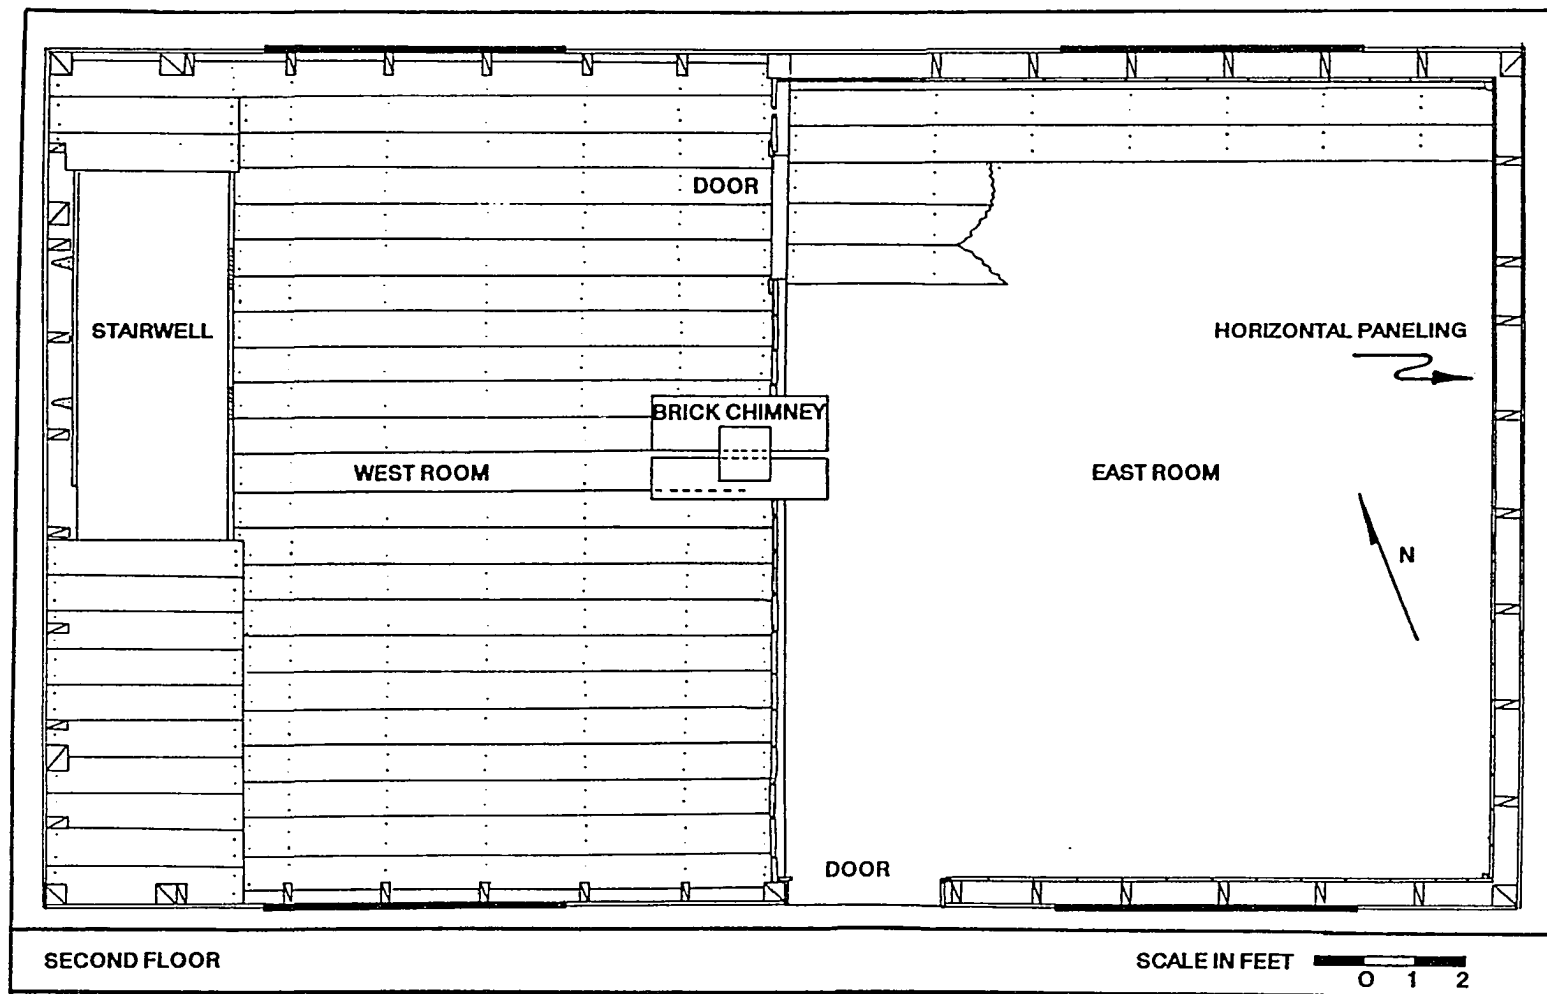 DOOR
STAIRWELL
HORIZONTAL PANELING
BRICK CHIMNEY
WEST ROOM
EAST ROOM
N
DOOR
SECOND FLOOR
SCALE IN FEET
0 1 2